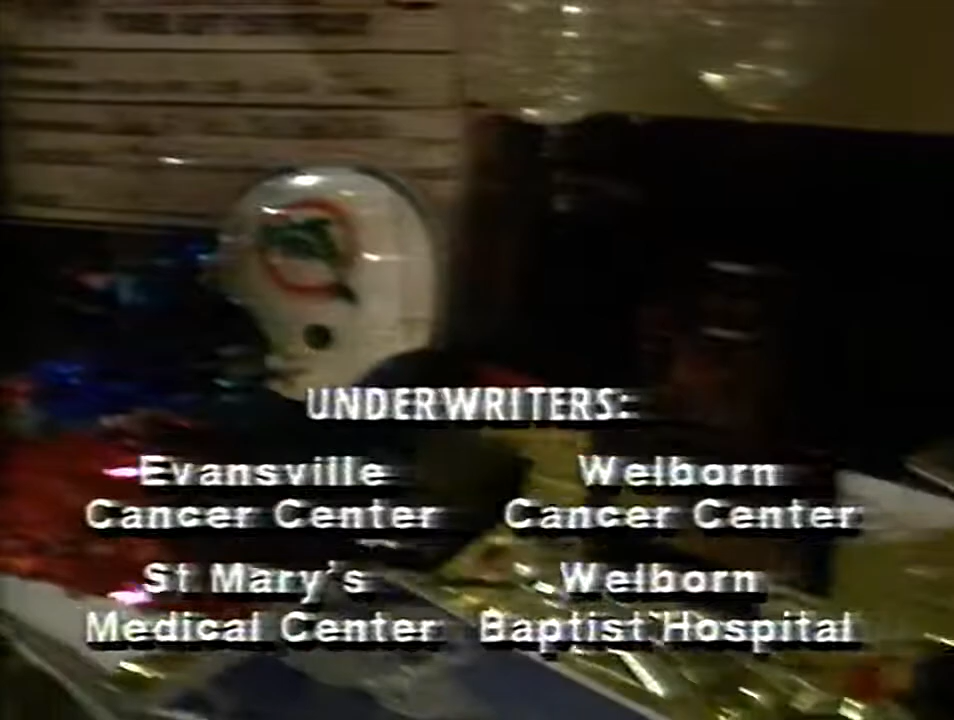 UNDERWRITERS:
Evansville
Cancer Center
Welborn
Cancer Center
St Mary's
Medical Center
Welborn
Baptist Hospital